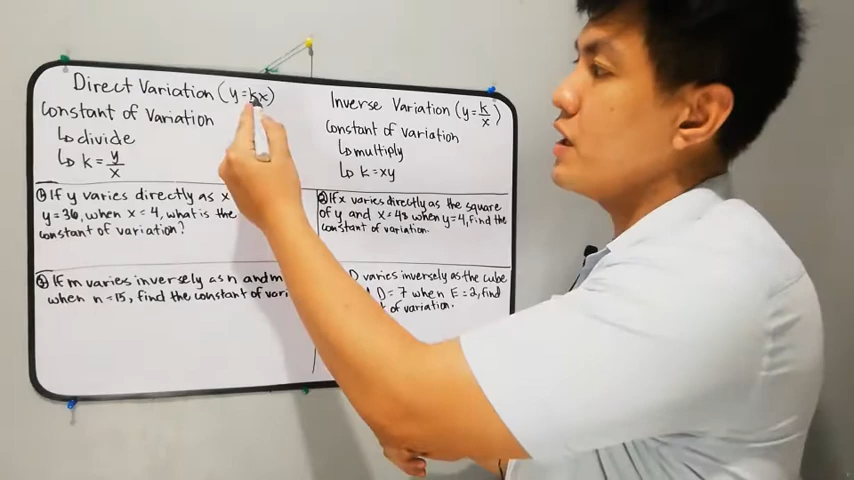 Direct Variation (y=kx)
Constant of Variation
↳ divide
↳ k = y/x
Inverse Variation (y = k/x)
Constant of variation
↳ multiply
↳ k = xy
① If y varies directly as x
y=36, when x = 4, what is the
constant of variation?
② If x varies directly as the square
of y, and x = 48 when y=4, find the
constant of variation.
③ If m varies inversely as n and m
when n=15, find the constant of vari
D varies inversely as the cube
D = 7 when E = 2, find
of variation.